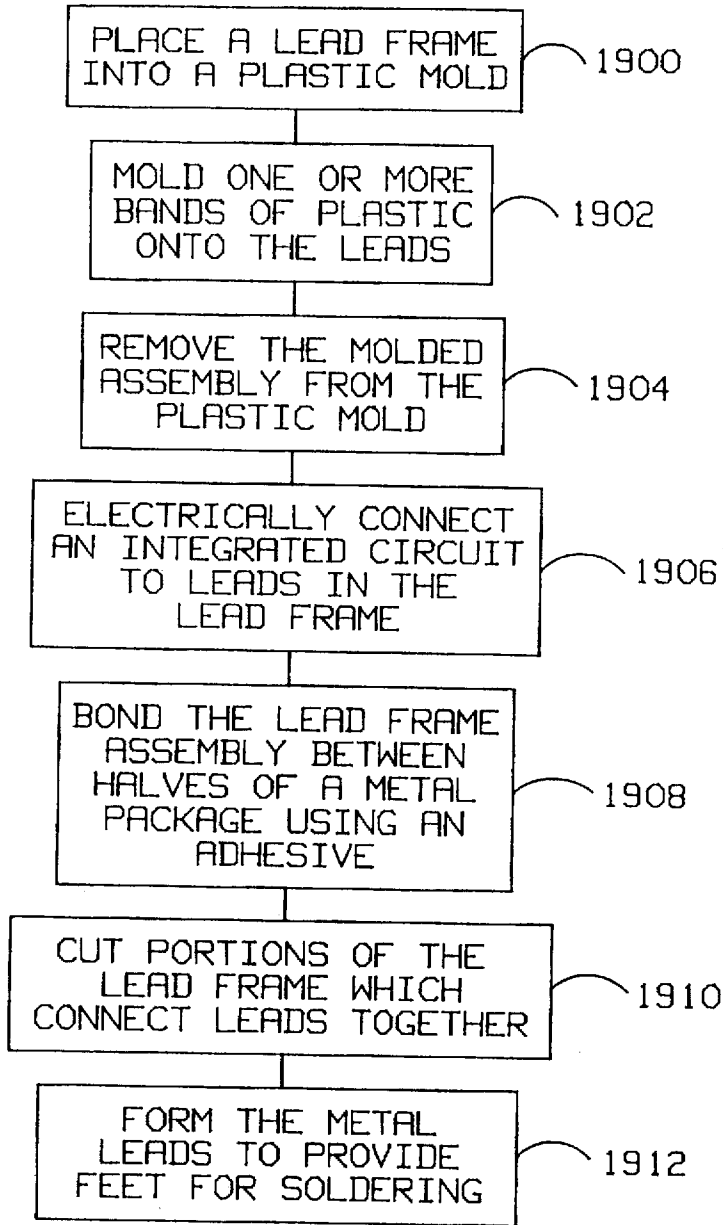 PLACE A LEAD FRAME
INTO A PLASTIC MOLD
1900
MOLD ONE OR MORE
BANDS OF PLASTIC
ONTO THE LEADS
1902
REMOVE THE MOLDED
ASSEMBLY FROM THE
PLASTIC MOLD
1904
ELECTRICALLY CONNECT
AN INTEGRATED CIRCUIT
TO LEADS IN THE
LEAD FRAME
1906
BOND THE LEAD FRAME
ASSEMBLY BETWEEN
HALVES OF A METAL
PACKAGE USING AN
ADHESIVE
1908
CUT PORTIONS OF THE
LEAD FRAME WHICH
CONNECT LEADS TOGETHER
1910
FORM THE METAL
LEADS TO PROVIDE
FEET FOR SOLDERING
1912